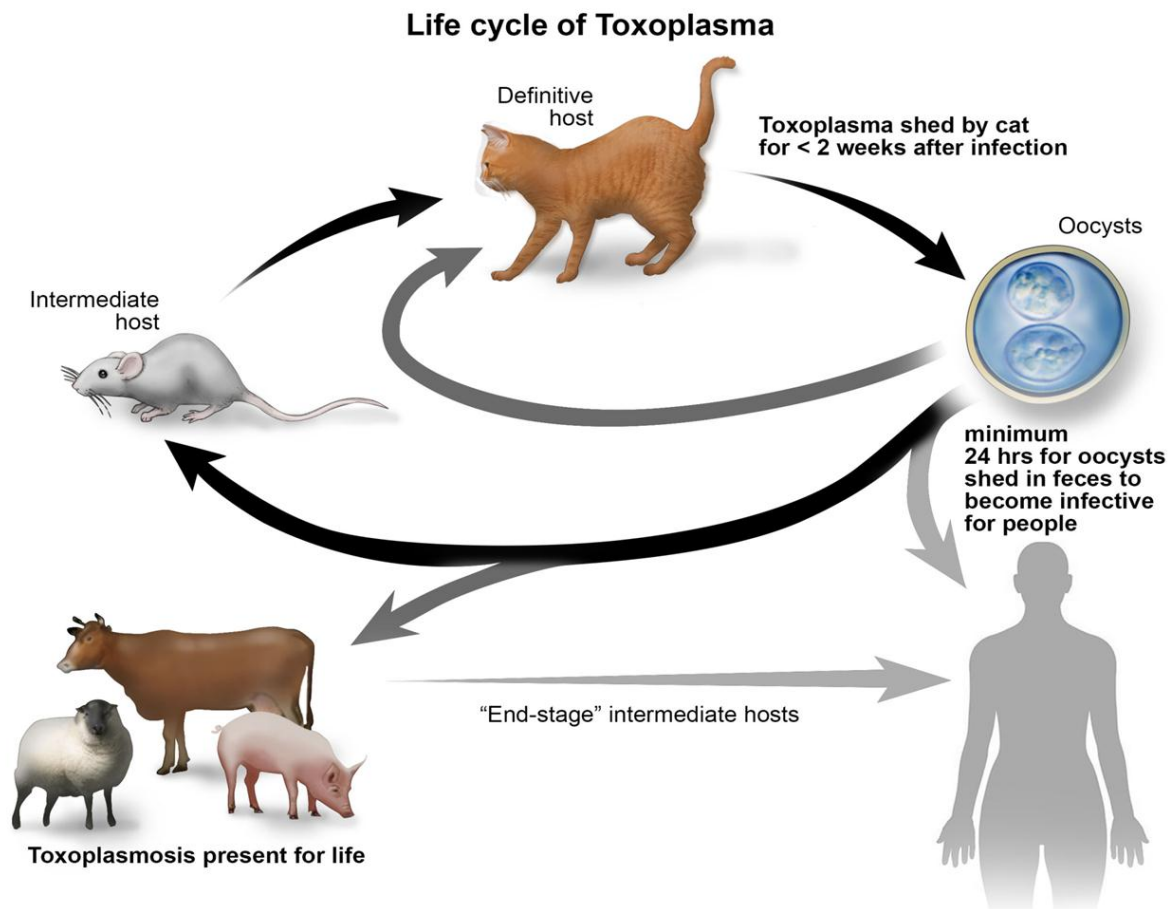 Life cycle of Toxoplasma
Definitive
host
Toxoplasma shed by cat
for < 2 weeks after infection
Oocysts
Intermediate
host
minimum
24 hrs for oocysts
shed in feces to
become infective
for people
“End-stage” intermediate hosts
Toxoplasmosis present for life